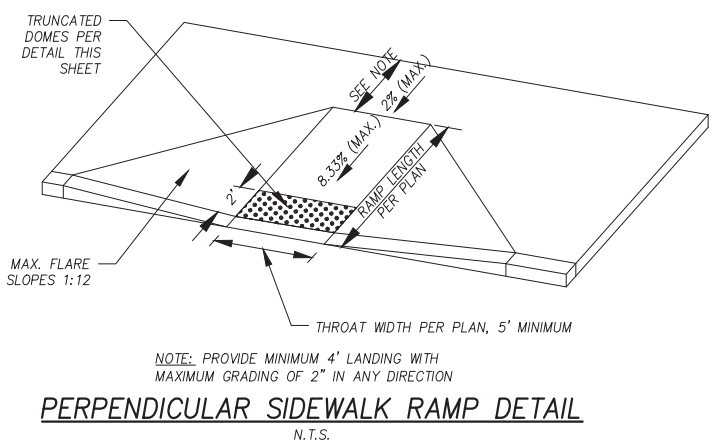 TRUNCATED
DOMES PER
DETAIL THIS
SHEET
SEE NOTE
2% (MAX.)
8.33% (MAX.)
RAMP LENGTH
PER PLAN
2'
MAX. FLARE
SLOPES 1:12
THROAT WIDTH PER PLAN, 5' MINIMUM
NOTE: PROVIDE MINIMUM 4' LANDING WITH
MAXIMUM GRADING OF 2" IN ANY DIRECTION
PERPENDICULAR SIDEWALK RAMP DETAIL
N.T.S.